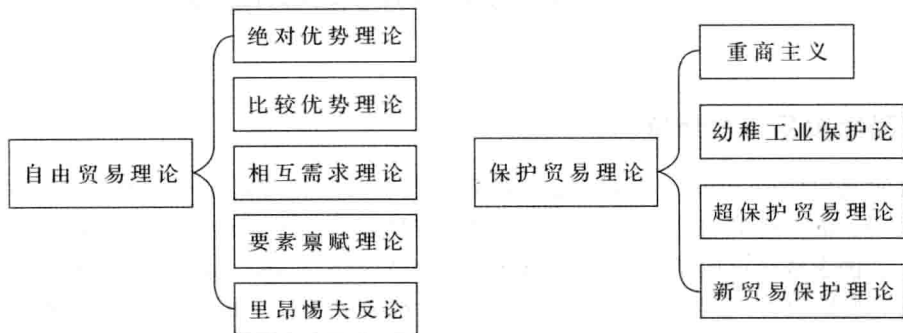 自由贸易理论
绝对优势理论
比较优势理论
相互需求理论
要素禀赋理论
里昂惕夫反论
保护贸易理论
重商主义
幼稚工业保护论
超保护贸易理论
新贸易保护理论